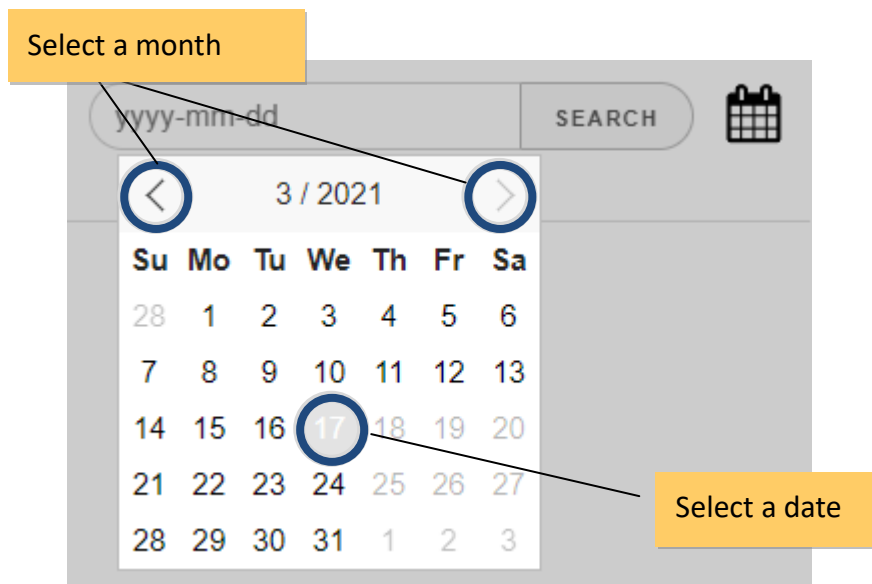 Select a month
yyyy-mm-dd SEARCH
3 / 2021
Su Mo Tu We Th Fr Sa
28 1 2 3 4 5 6
7 8 9 10 11 12 13
14 15 16 17 18 19 20
21 22 23 24 25 26 27
Select a date
28 29 30 31 1 2 3